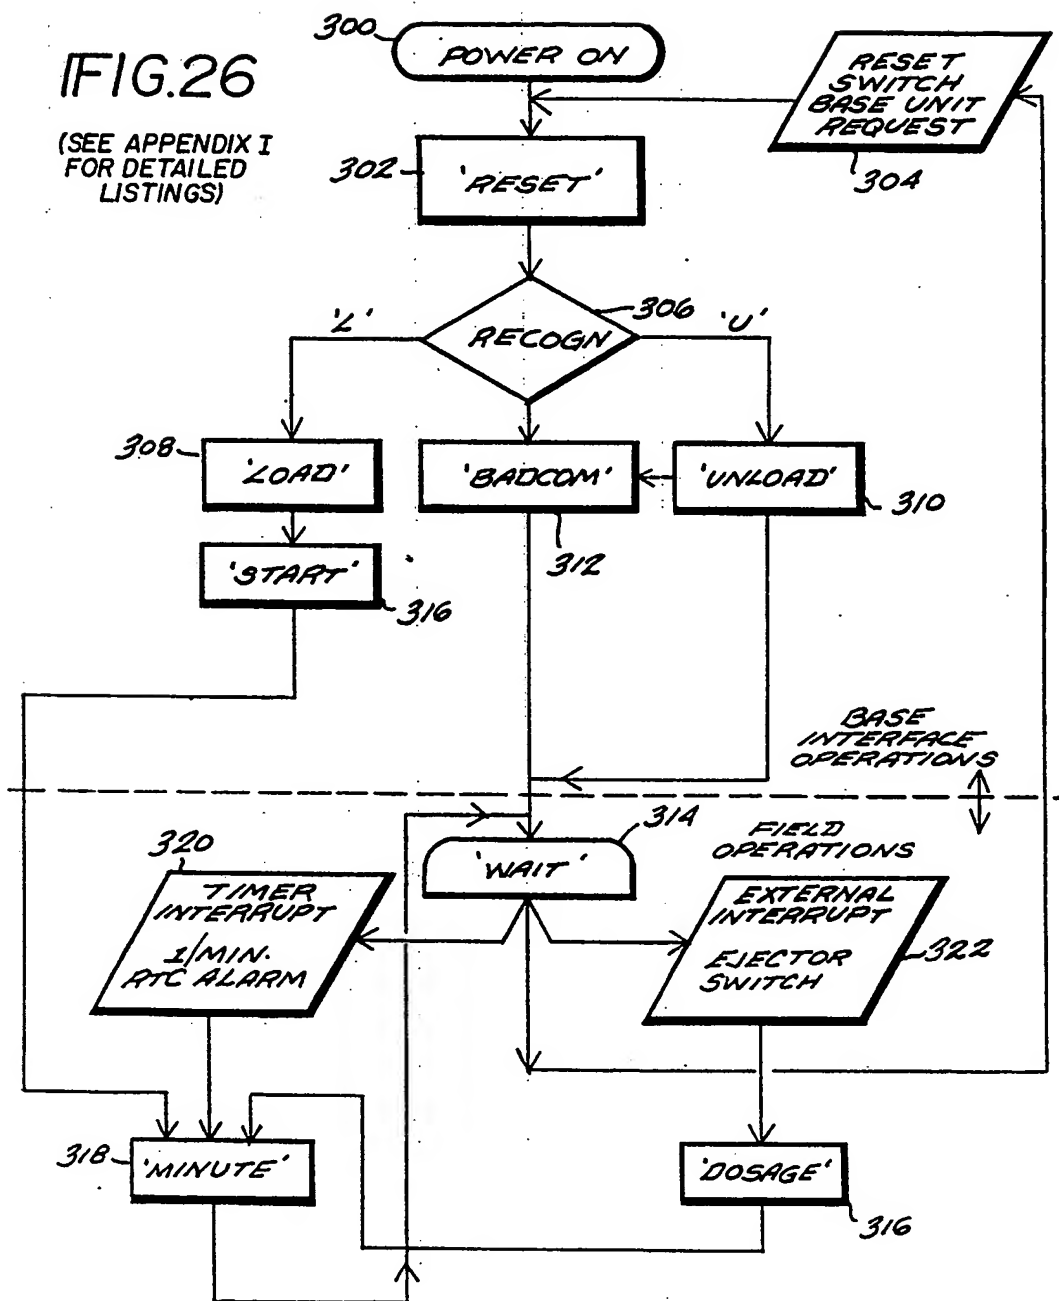 FIG.26
(SEE APPENDIX I
FOR DETAILED
LISTINGS)
300
POWER ON
RESET
SWITCH
BASE UNIT
REQUEST
304
302
'RESET'
306
RECOGN
'L'
'U'
308
'LOAD'
'BADCOM'
312
'UNLOAD'
310
'START'
316
BASE
INTERFACE
OPERATIONS
FIELD
OPERATIONS
314
'WAIT'
320
TIMER
INTERRUPT
1/MIN.
RTC ALARM
EXTERNAL
INTERRUPT
EJECTOR
SWITCH
322
318
'MINUTE'
'DOSAGE'
316